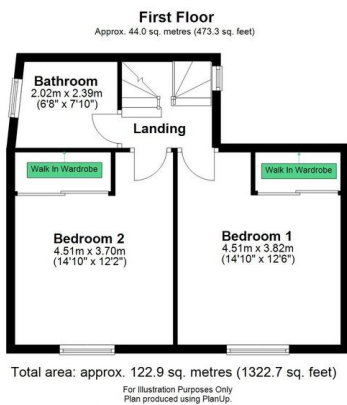 First Floor
Approx. 44.0 sq. metres (473.3 sq. feet)
Bathroom
2.02m x 2.39m
(6'8" x 7'10")
Landing
Walk In Wardrobe
Walk In Wardrobe
Bedroom 2
4.51m x 3.70m
(14'10" x 12'2")
Bedroom 1
4.51m x 3.82m
(14'10" x 12'6")
Total area: approx. 122.9 sq. metres (1322.7 sq. feet)
For Illustration Purposes Only
Plan produced using PlanUp.